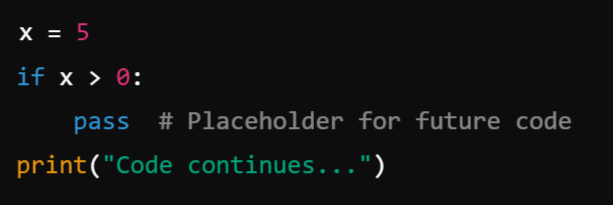 x = 5
if x > 0:
    pass  # Placeholder for future code
print("Code continues...")